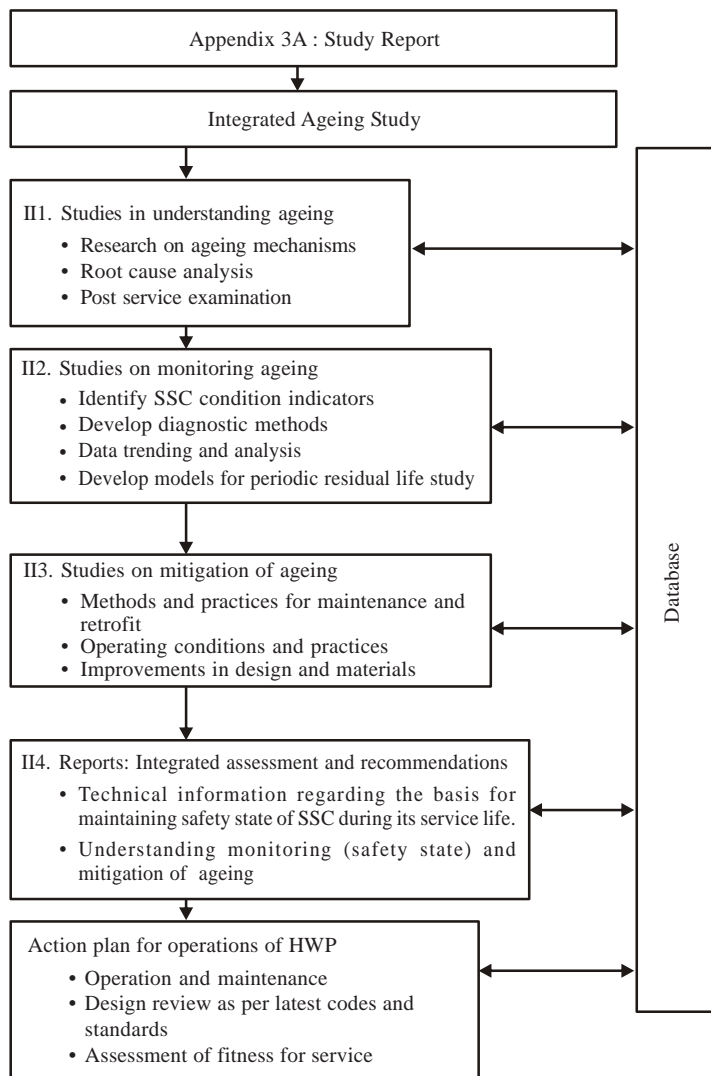 Appendix 3A : Study Report
Integrated Ageing Study
II1. Studies in understanding ageing
• Research on ageing mechanisms
• Root cause analysis
• Post service examination
II2. Studies on monitoring ageing
• Identify SSC condition indicators
• Develop diagnostic methods
• Data trending and analysis
• Develop models for periodic residual life study
II3. Studies on mitigation of ageing
• Methods and practices for maintenance and
retrofit
• Operating conditions and practices
• Improvements in design and materials
II4. Reports: Integrated assessment and recommendations
• Technical information regarding the basis for
maintaining safety state of SSC during its service life.
• Understanding monitoring (safety state) and
mitigation of ageing
Action plan for operations of HWP
• Operation and maintenance
• Design review as per latest codes and
standards
• Assessment of fitness for service
Database